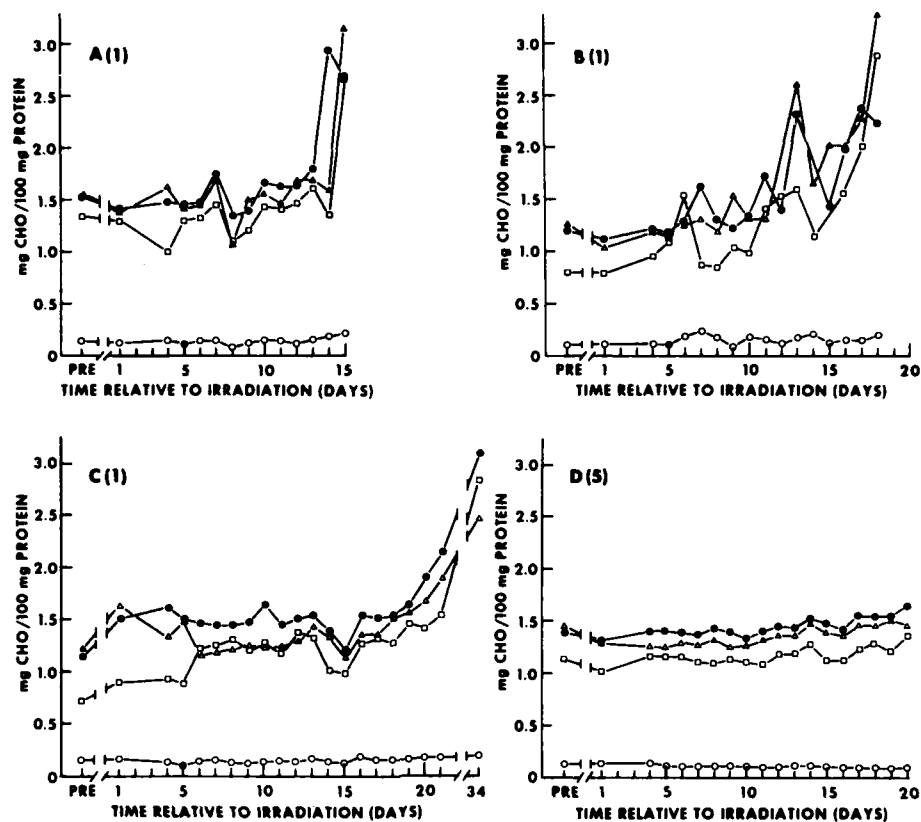 A(1)
mg CHO/100 mg PROTEIN
3.0
2.5
2.0
1.5
1.0
0.5
0
PRE 1 5 10 15
TIME RELATIVE TO IRRADIATION (DAYS)
B(1)
mg CHO/100 mg PROTEIN
3.0
2.5
2.0
1.5
1.0
0.5
0
PRE 1 5 10 15 20
TIME RELATIVE TO IRRADIATION (DAYS)
C(1)
mg CHO/100 mg PROTEIN
3.0
2.5
2.0
1.5
1.0
0.5
0
PRE 1 5 10 15 20 34
TIME RELATIVE TO IRRADIATION (DAYS)
D(5)
mg CHO/100 mg PROTEIN
3.0
2.5
2.0
1.5
1.0
0.5
0
PRE 1 5 10 15 20
TIME RELATIVE TO IRRADIATION (DAYS)